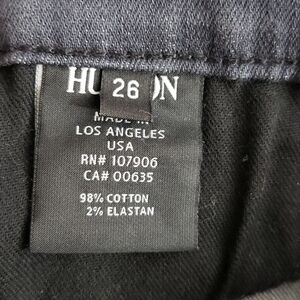 HU ON
26
MADE IN
LOS ANGELES
USA
RN# 107906
CA# 00635
98% COTTON
2% ELASTAN